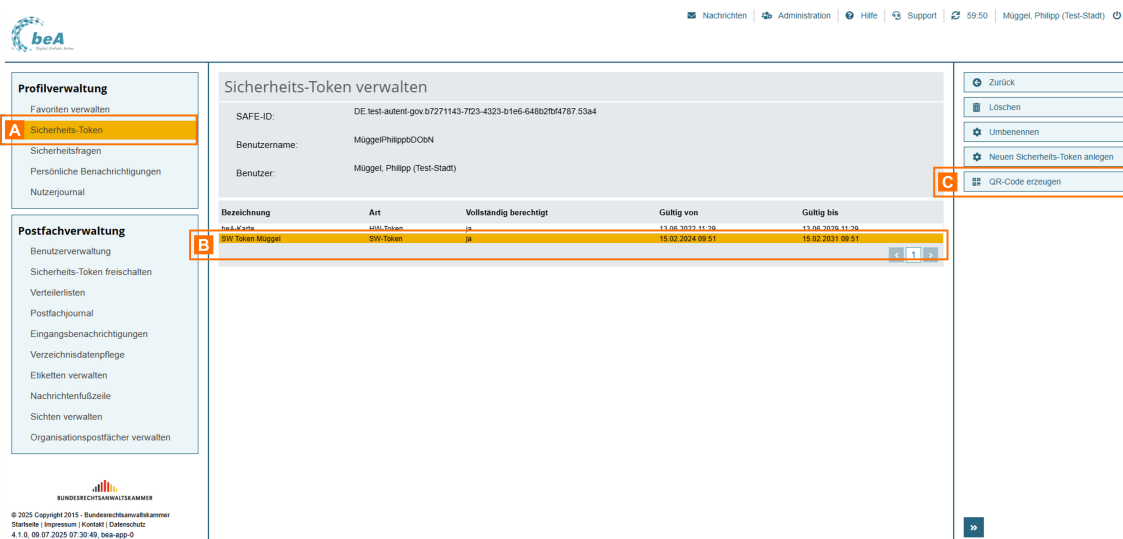 Nachrichten Administration Hilfe Support 59:50 Müggel, Philipp (Test-Stadt)
beA
Digital. Einfach. Sicher.
Profilverwaltung
Favoriten verwalten
A Sicherheits-Token
Sicherheitsfragen
Persönliche Benachrichtigungen
Nutzerjournal
Postfachverwaltung
Benutzerverwaltung
Sicherheits-Token freischalten
Verteilerlisten
Postfachjournal
Eingangsbenachrichtigungen
Verzeichnisdatenpflege
Etiketten verwalten
Nachrichtenfußzeile
Sichten verwalten
Organisationspostfächer verwalten
BUNDESRECHTSANWALTSKAMMER
© 2025 Copyright 2015 - Bundesrechtsanwaltskammer
Startseite | Impressum | Kontakt | Datenschutz
4.1.0, 09.07.2025 07:30:49, bea-app-0
Sicherheits-Token verwalten
SAFE-ID: DE.test-autent-gov.b7271143-7f23-4323-b1e6-648b2fbf4787.53a4
Benutzername: MüggelPhilippbDObN
Benutzer: Müggel, Philipp (Test-Stadt)
Bezeichnung Art Vollständig berechtigt Gültig von Gültig bis
beA-Karte HW-Token ja 13.06.2022 11:29 13.06.2029 11:29
B SW Token Müggel SW-Token ja 15.02.2024 09:51 15.02.2031 09:51
< 1 >
Zurück
Löschen
Umbenennen
Neuen Sicherheits-Token anlegen
C QR-Code erzeugen
»